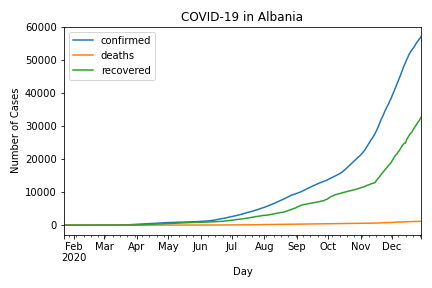 COVID-19 in Albania
confirmed
deaths
recovered
Number of Cases
60000
50000
40000
30000
20000
10000
0
Feb Mar Apr May Jun Jul Aug Sep Oct Nov Dec
2020
Day